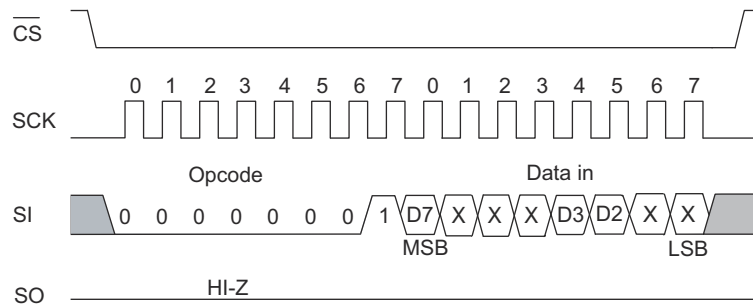 CS
SCK 0 1 2 3 4 5 6 7 0 1 2 3 4 5 6 7
Opcode Data in
SI 0 0 0 0 0 0 0 1 D7 X X X D3 D2 X X
MSB LSB
HI-Z
SO